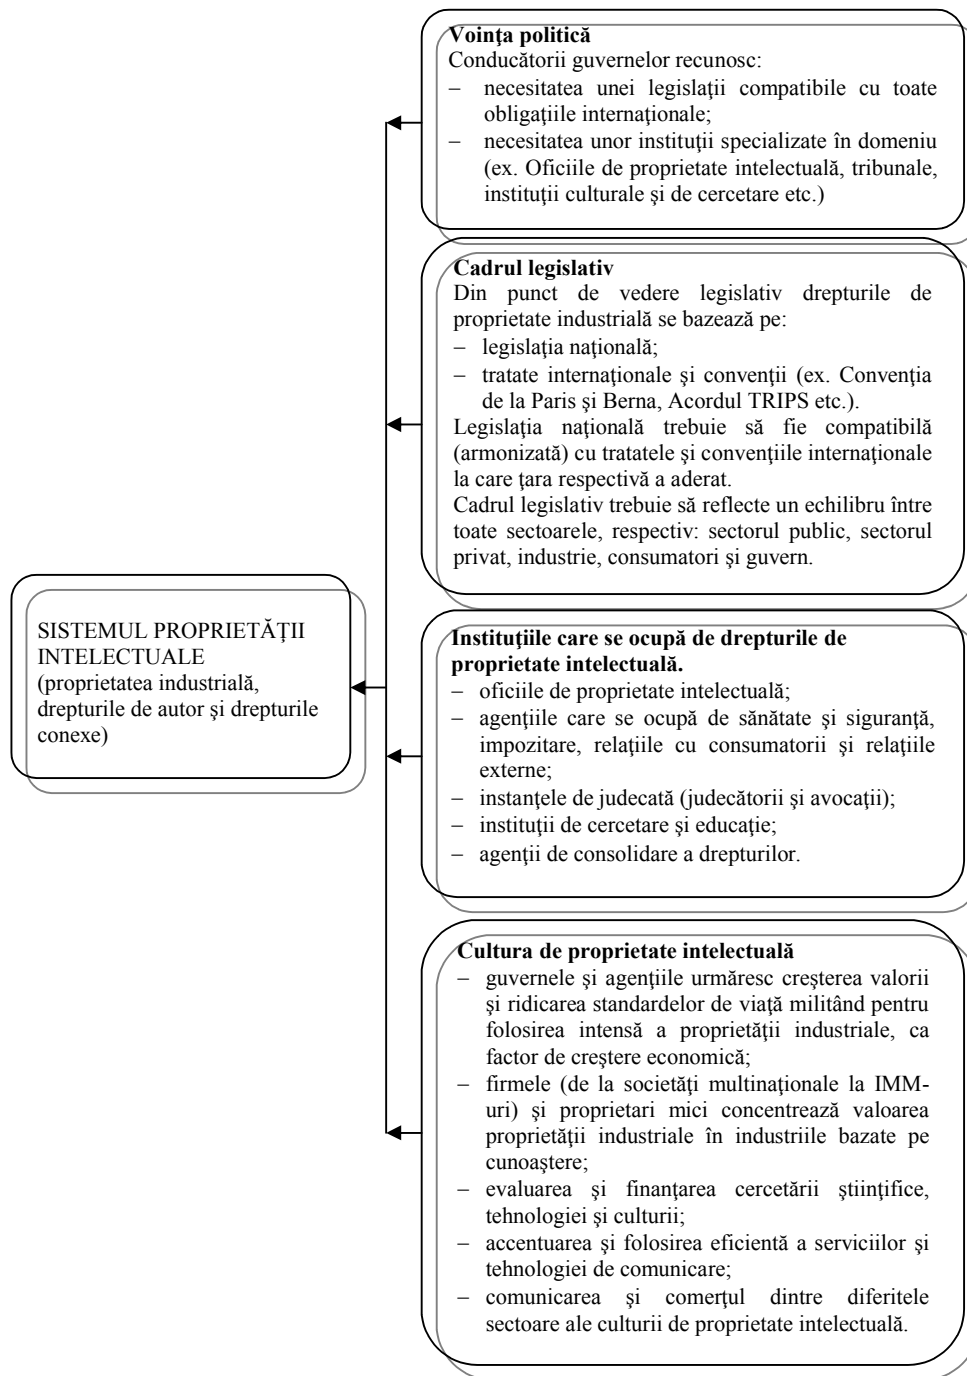 Voinţa politică
Conducătorii guvernelor recunosc:
– necesitatea unei legislaţii compatibile cu toate
obligaţiile internaţionale;
– necesitatea unor instituţii specializate în domeniu
(ex. Oficiile de proprietate intelectuală, tribunale,
instituţii culturale şi de cercetare etc.)
Cadrul legislativ
Din punct de vedere legislativ drepturile de
proprietate industrială se bazează pe:
– legislaţia naţională;
– tratate internaţionale şi convenţii (ex. Convenţia
de la Paris şi Berna, Acordul TRIPS etc.).
Legislaţia naţională trebuie să fie compatibilă
(armonizată) cu tratatele şi convenţiile internaţionale
la care ţara respectivă a aderat.
Cadrul legislativ trebuie să reflecte un echilibru între
toate sectoarele, respectiv: sectorul public, sectorul
privat, industrie, consumatori şi guvern.
SISTEMUL PROPRIETĂŢII
INTELECTUALE
(proprietatea industrială,
drepturile de autor şi drepturile
conexe)
Instituţiile care se ocupă de drepturile de
proprietate intelectuală.
– oficiile de proprietate intelectuală;
– agenţiile care se ocupă de sănătate şi siguranţă,
impozitare, relaţiile cu consumatorii şi relaţiile
externe;
– instanţele de judecată (judecătorii şi avocaţii);
– instituţii de cercetare şi educaţie;
– agenţii de consolidare a drepturilor.
Cultura de proprietate intelectuală
– guvernele şi agenţiile urmăresc creşterea valorii
şi ridicarea standardelor de viaţă militând pentru
folosirea intensă a proprietăţii industriale, ca
factor de creştere economică;
– firmele (de la societăţi multinaţionale la IMM-
uri) şi proprietari mici concentrează valoarea
proprietăţii industriale în industriile bazate pe
cunoaştere;
– evaluarea şi finanţarea cercetării ştiinţifice,
tehnologiei şi culturii;
– accentuarea şi folosirea eficientă a serviciilor şi
tehnologiei de comunicare;
– comunicarea şi comerţul dintre diferitele
sectoare ale culturii de proprietate intelectuală.